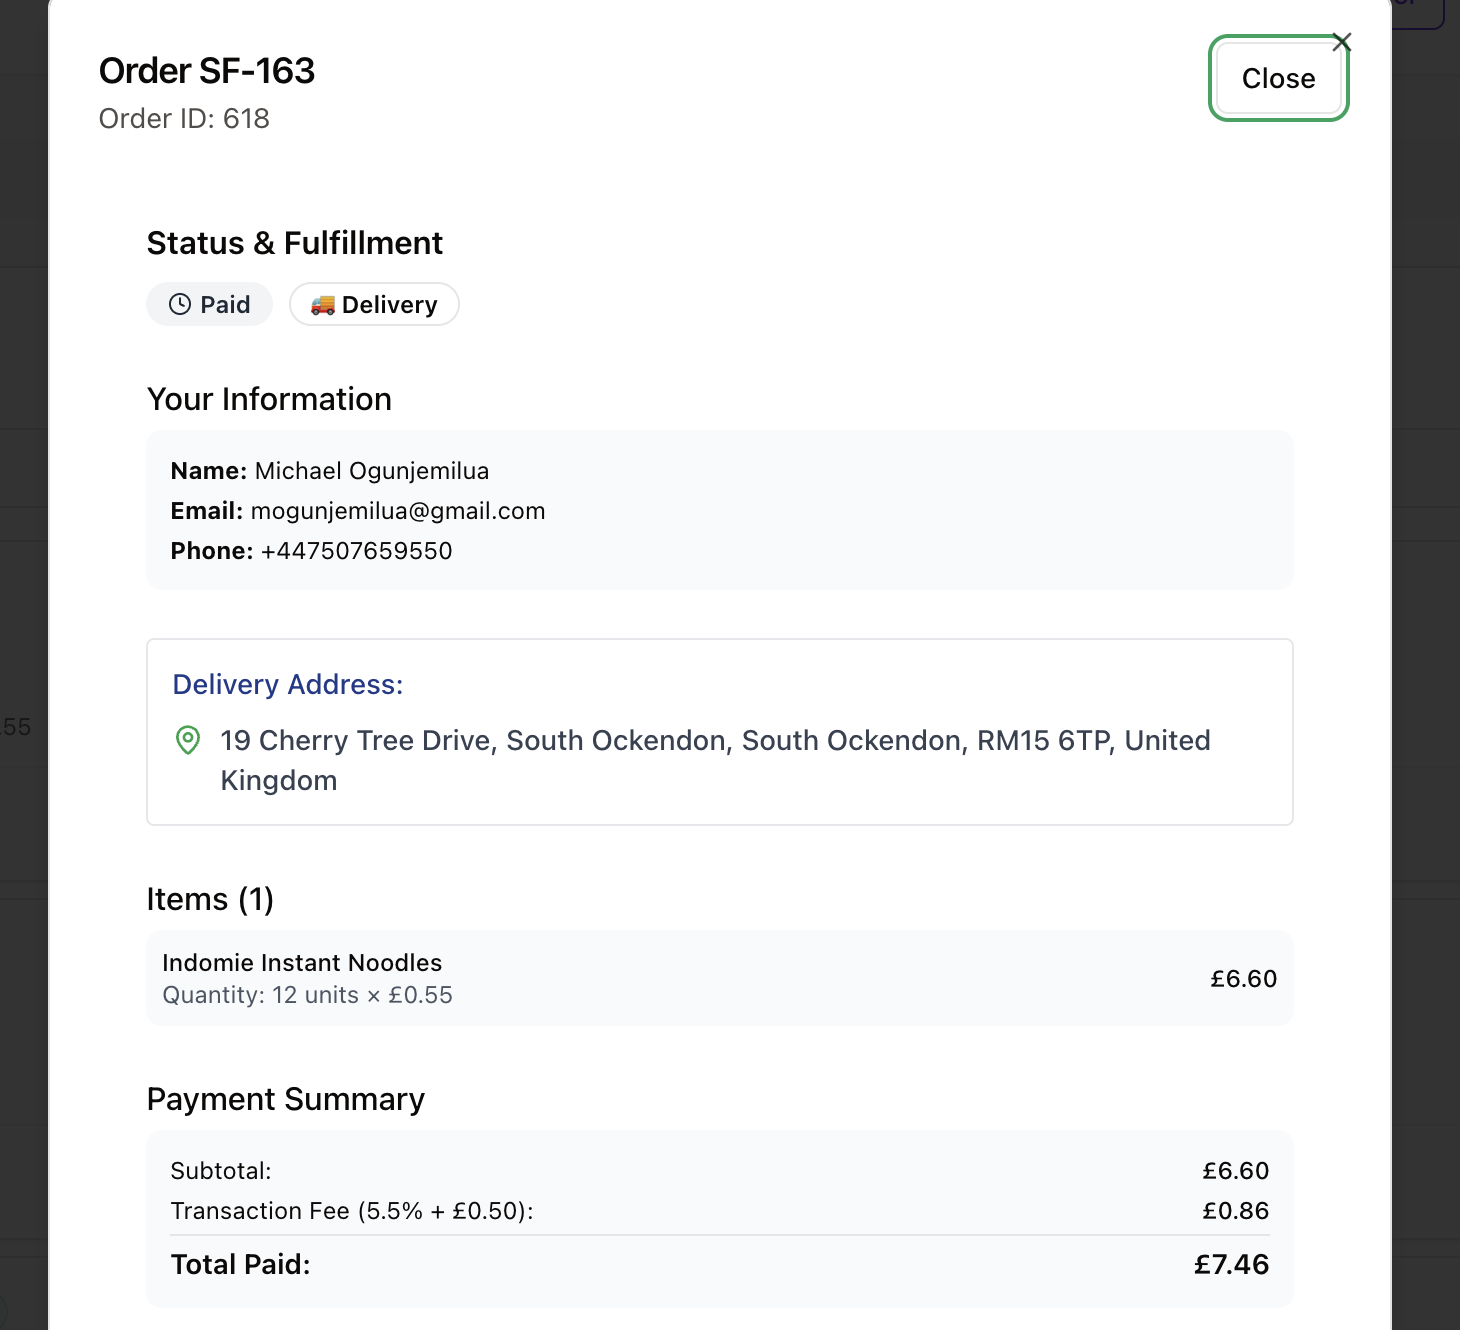 Order SF-163
Close
Order ID: 618
Status & Fulfillment
Paid
Delivery
Your Information
Name: Michael Ogunjemilua
Email: mogunjemilua@gmail.com
Phone: +447507659550
Delivery Address:
19 Cherry Tree Drive, South Ockendon, South Ockendon, RM15 6TP, United
Kingdom
.55
Items (1)
Indomie Instant Noodles
Quantity: 12 units × £0.55
£6.60
Payment Summary
Subtotal:
£6.60
Transaction Fee (5.5% + £0.50):
£0.86
Total Paid:
£7.46